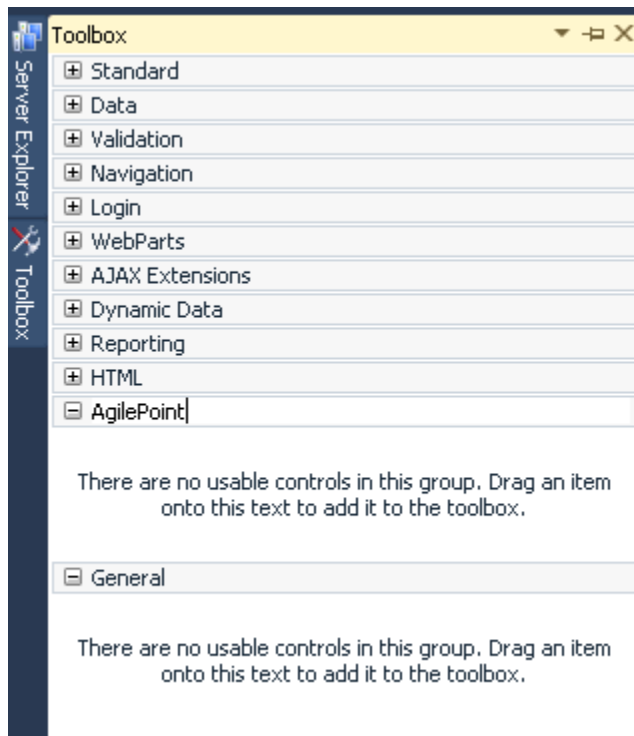 Server Explorer
Toolbox
Toolbox
Standard
Data
Validation
Navigation
Login
WebParts
AJAX Extensions
Dynamic Data
Reporting
HTML
AgilePoint
There are no usable controls in this group. Drag an item
onto this text to add it to the toolbox.
General
There are no usable controls in this group. Drag an item
onto this text to add it to the toolbox.